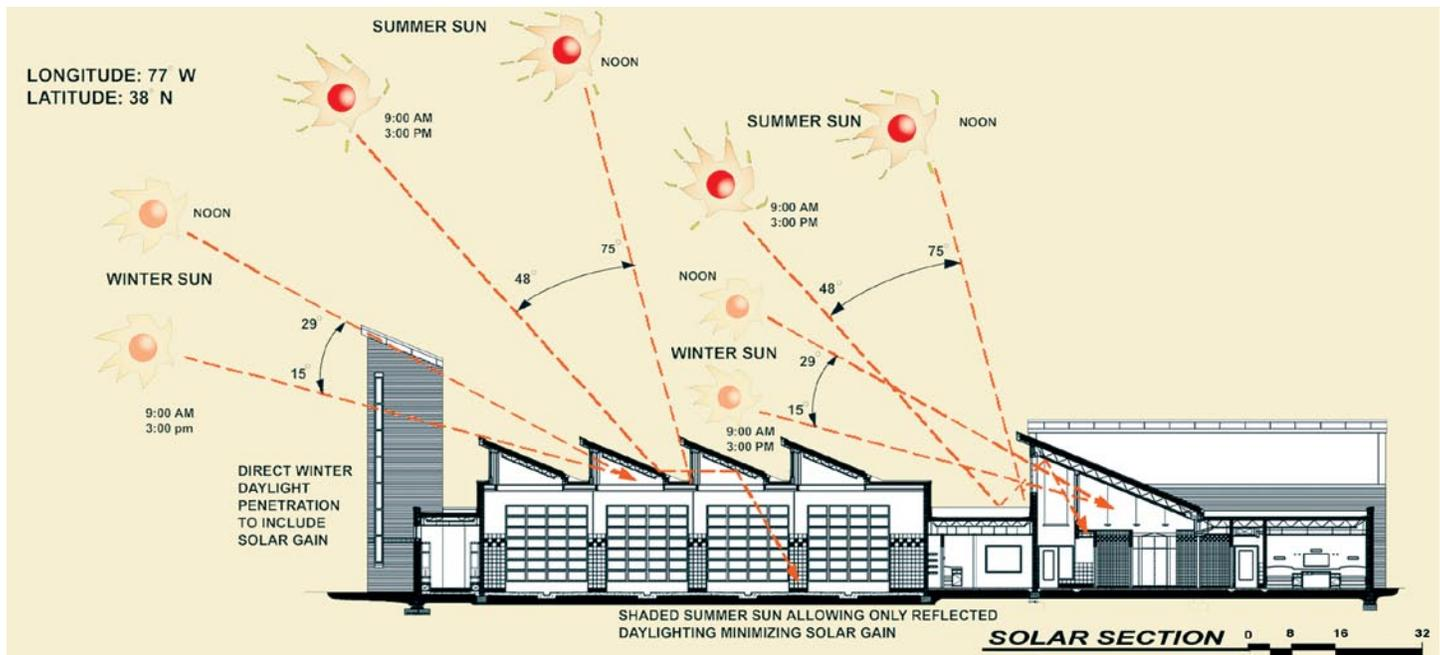 SUMMER SUN
NOON
LONGITUDE: 77° W
LATITUDE: 38° N
9:00 AM
3:00 PM
SUMMER SUN
NOON
9:00 AM
3:00 PM
NOON
WINTER SUN
75°
48°
75°
48°
NOON
29°
15°
WINTER SUN
29°
15°
9:00 AM
3:00 pm
9:00 AM
3:00 PM
DIRECT WINTER
DAYLIGHT
PENETRATION
TO INCLUDE
SOLAR GAIN
SHADED SUMMER SUN ALLOWING ONLY REFLECTED
DAYLIGHTING MINIMIZING SOLAR GAIN
SOLAR SECTION
0 8 16 32